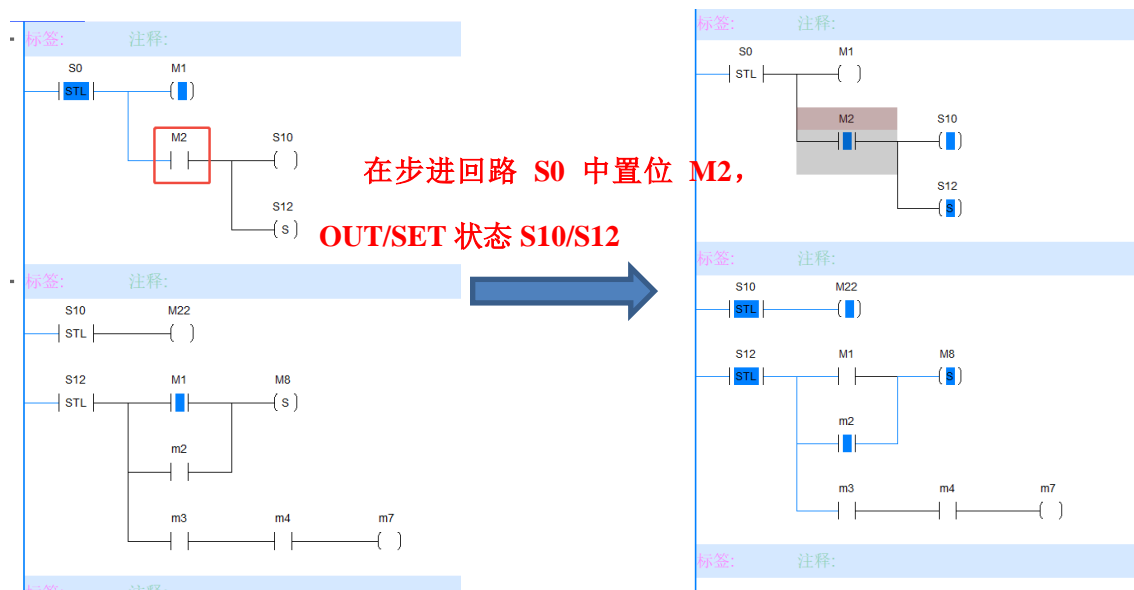 标签: 注释:
S0 M1
STL
M2 S10
S12
S
标签: 注释:
S10 M22
STL
S12 M1 M8
STL S
m2
m3 m4 m7
标签: 注释:
在步进回路 S0 中置位 M2，
OUT/SET 状态 S10/S12
标签: 注释:
S0 M1
STL
M2 S10
S12
S
标签: 注释:
S10 M22
STL
S12 M1 M8
STL S
m2
m3 m4 m7
标签: 注释: